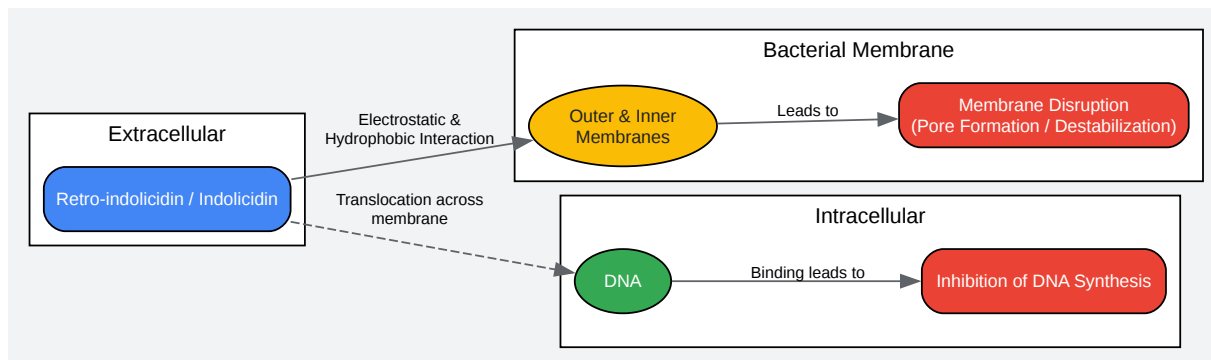 Extracellular
Retro-indolicidin / Indolicidin
Electrostatic &
Hydrophobic Interaction
Translocation across
membrane
Bacterial Membrane
Outer & Inner
Membranes
Leads to
Membrane Disruption
(Pore Formation / Destabilization)
Intracellular
DNA
Binding leads to
Inhibition of DNA Synthesis